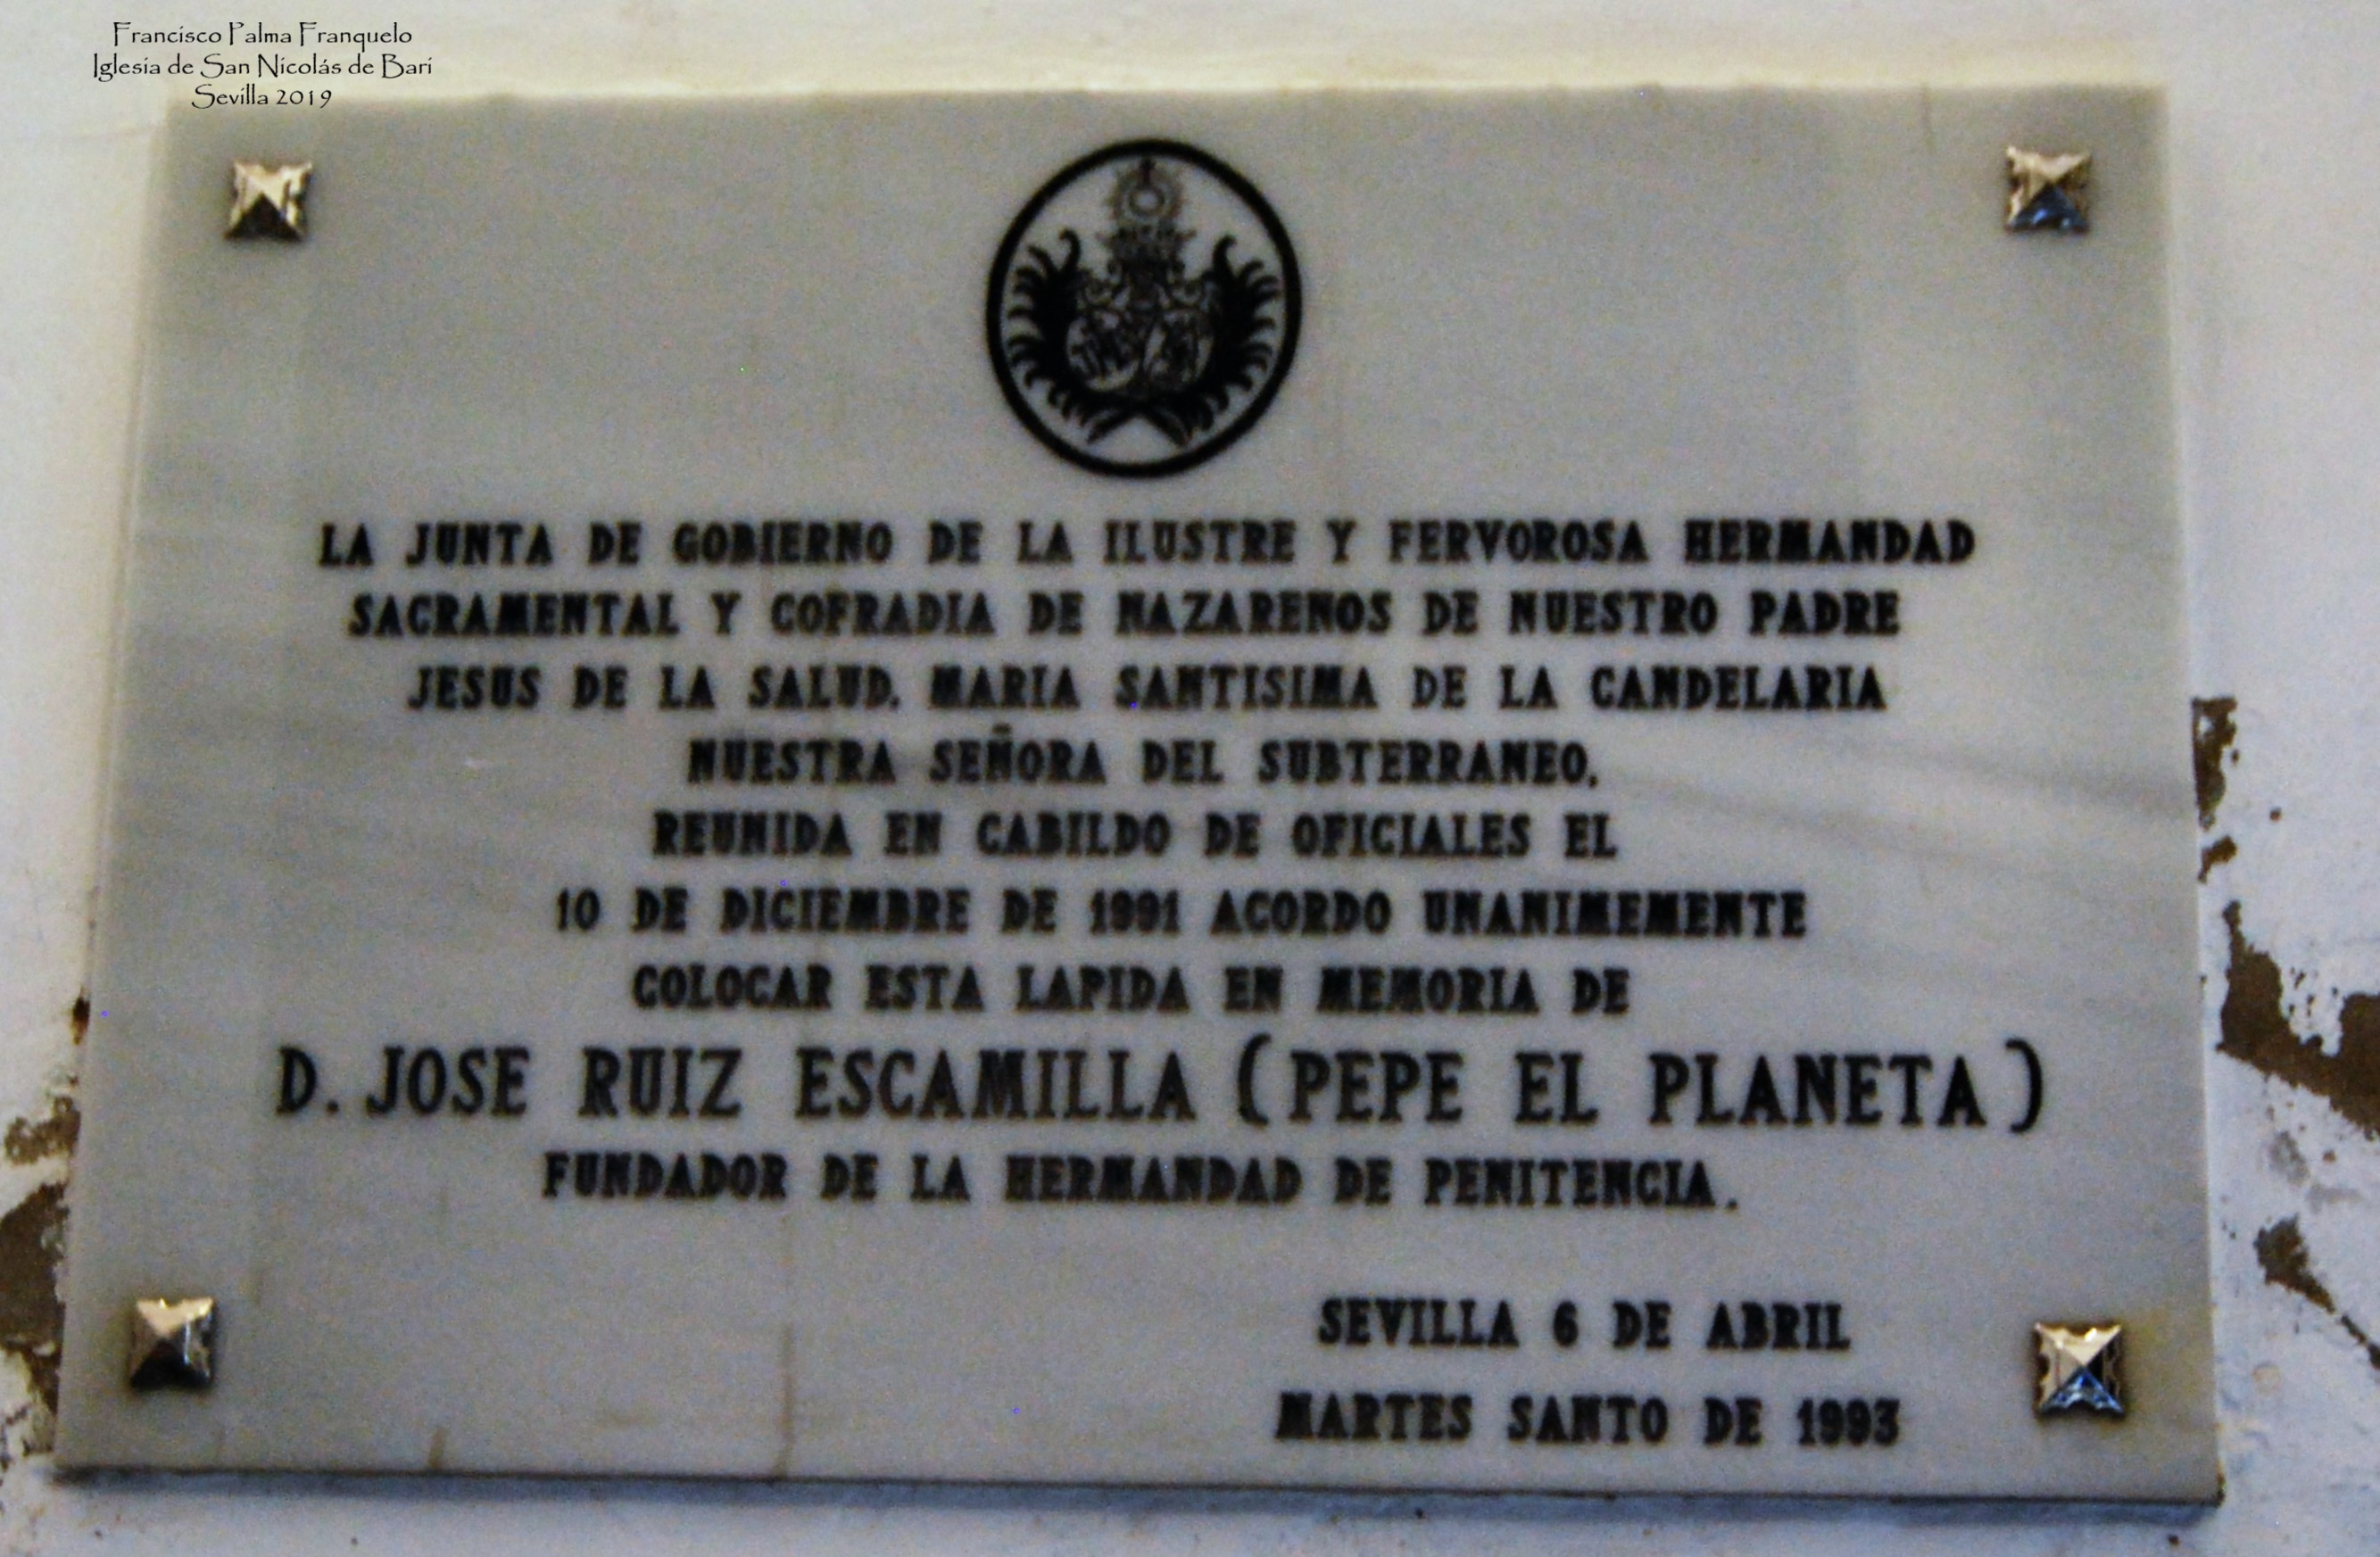 Francisco Palma Franquelo
Iglesia de San Nicolás de Bari
Sevilla 2019
LA JUNTA DE GOBIERNO DE LA ILUSTRE Y FERVOROSA HERMANDAD
SACRAMENTAL Y COFRADIA DE NAZARENOS DE NUESTRO PADRE
JESUS DE LA SALUD, MARIA SANTISIMA DE LA CANDELARIA
NUESTRA SEÑORA DEL SUBTERRANEO,
REUNIDA EN CABILDO DE OFICIALES EL
10 DE DICIEMBRE DE 1991 ACORDO UNANIMEMENTE
COLOCAR ESTA LAPIDA EN MEMORIA DE
D. JOSE RUIZ ESCAMILLA (PEPE EL PLANETA)
FUNDADOR DE LA HERMANDAD DE PENITENCIA.
SEVILLA 6 DE ABRIL
MARTES SANTO DE 1993